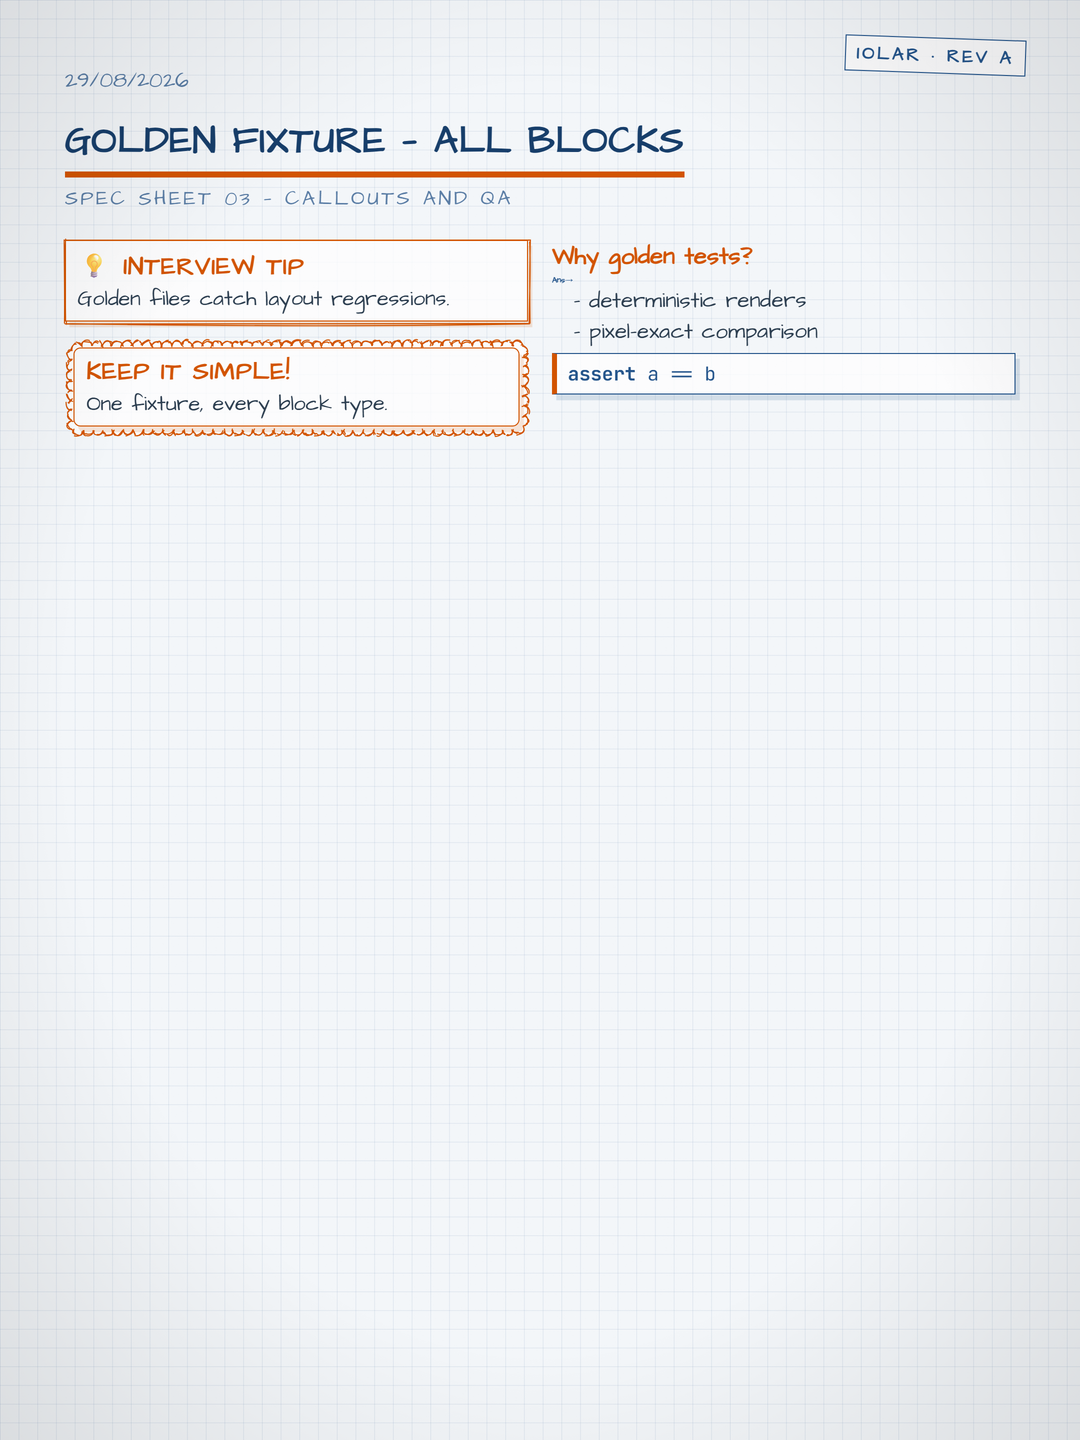 IOLAR · REV A
29/08/2026
GOLDEN FIXTURE - ALL BLOCKS
SPEC SHEET 03 - CALLOUTS AND QA
INTERVIEW TIP
Golden files catch layout regressions.
KEEP IT SIMPLE!
One fixture, every block type.
Why golden tests?
Ans→
- deterministic renders
- pixel-exact comparison
assert a == b